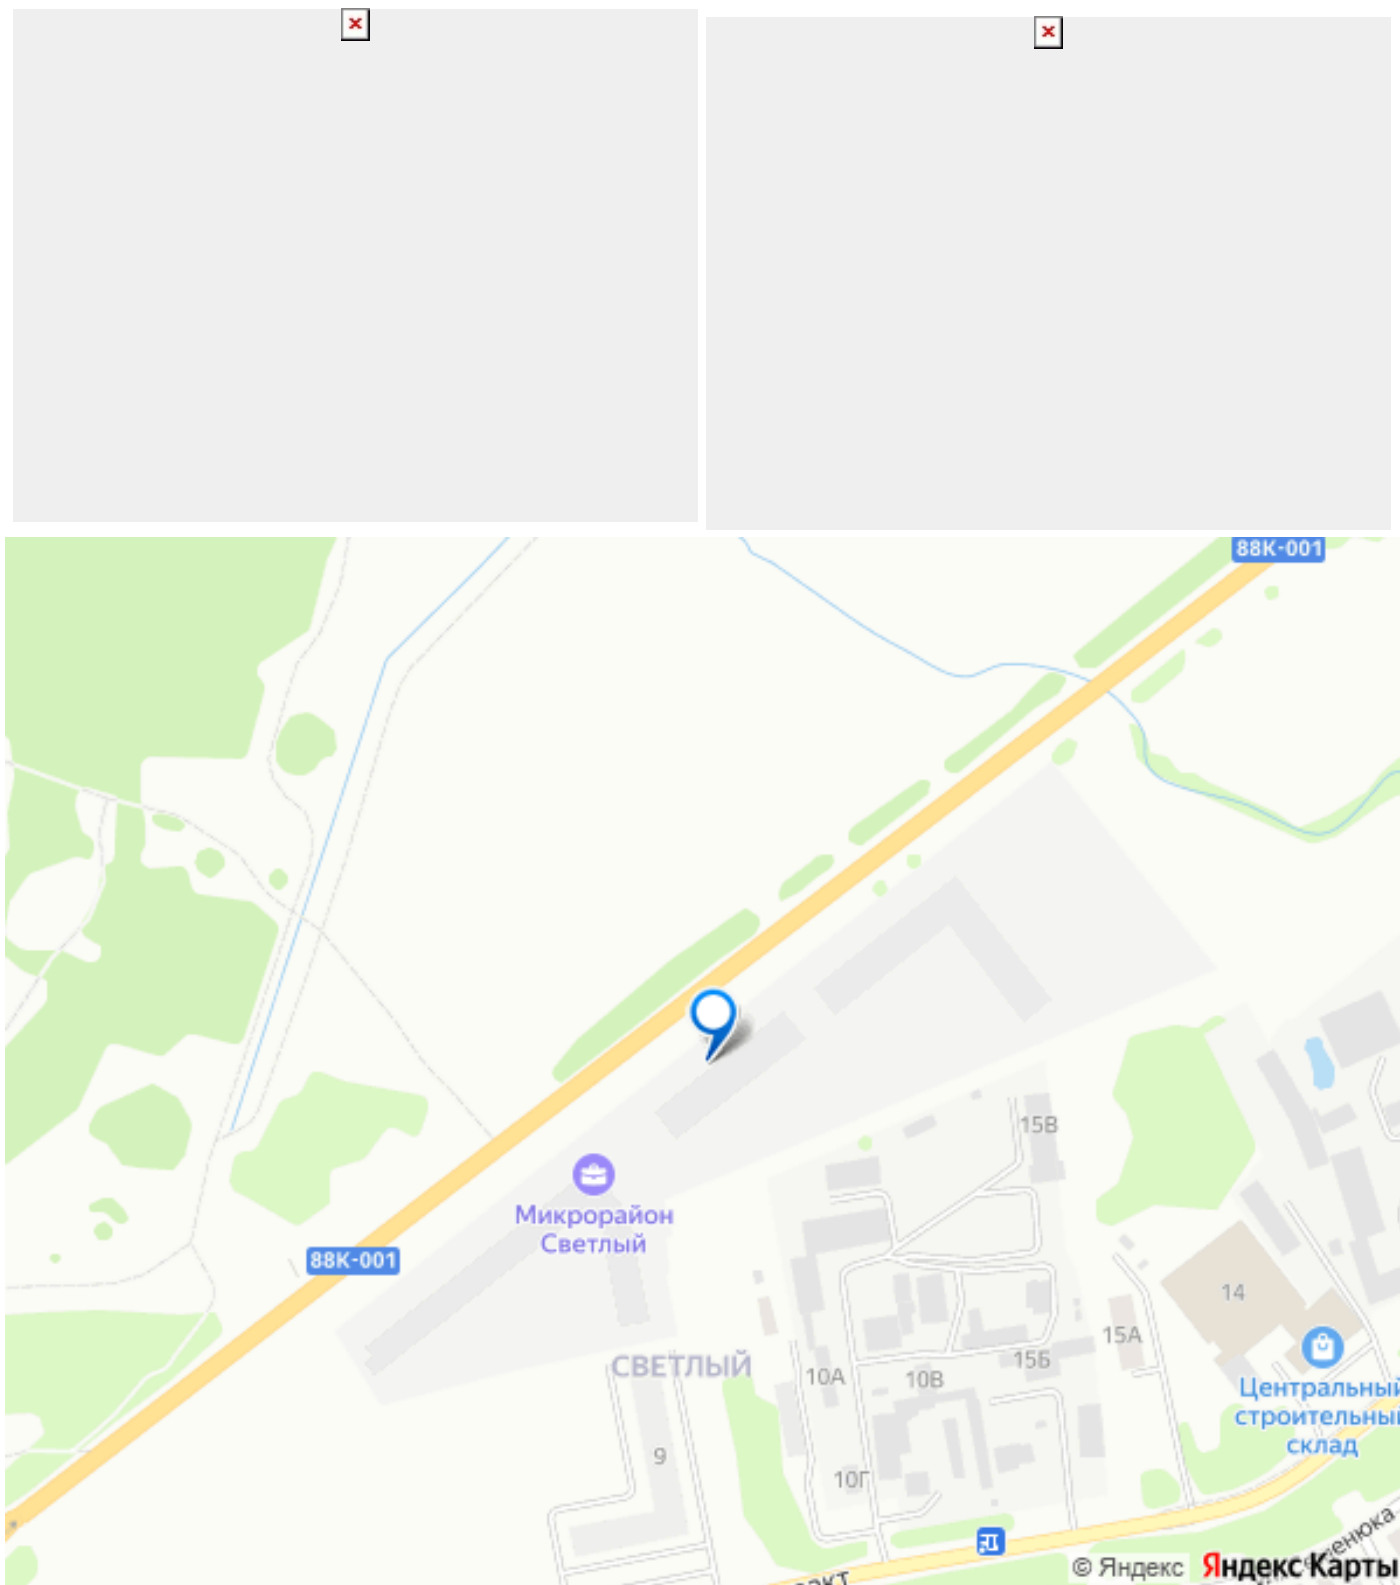 88К-001
15В
Микрорайон
Светлый
88К-001
14
15А
СВЕТЛЫЙ
15Б
10А
10В
Центральный
строительны
склад
9
10Г
© Яндекс
Яндекс Карты